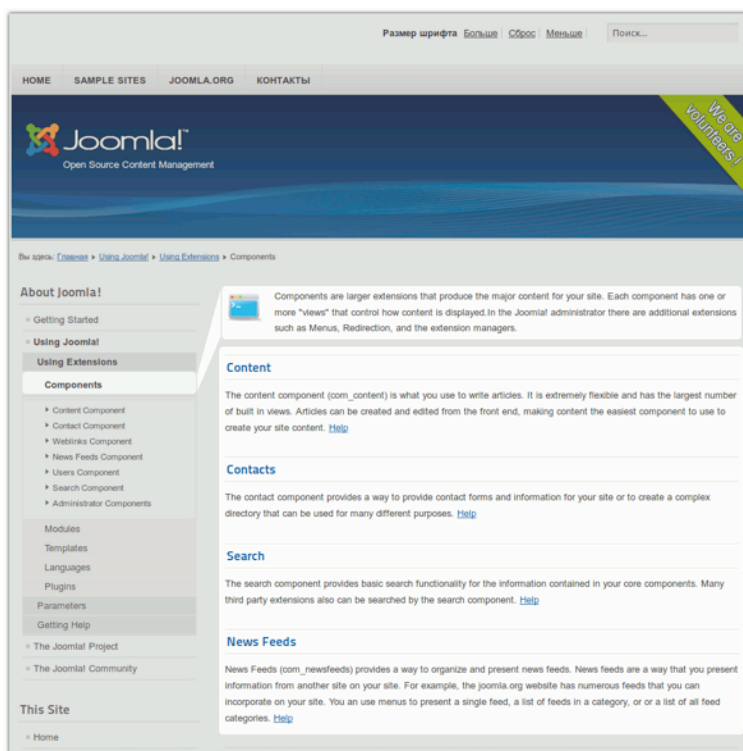 Размер шрифта Больше Сброс Меньше Поиск...
HOME SAMPLE SITES JOOMLA.ORG КОНТАКТЫ
We are
volunteers!
Joomla!™
Open Source Content Management
Вы здесь: Главная Using Joomla! Using Extensions Components
About Joomla!
Getting Started
Using Joomla!
Using Extensions
Components
Content Component
Contact Component
Weblinks Component
News Feeds Component
Users Component
Search Component
Administrator Components
Modules
Templates
Languages
Plugins
Parameters
Getting Help
The Joomla! Project
The Joomla! Community
This Site
Home
Components are larger extensions that produce the major content for your site. Each component has one or
more "views" that control how content is displayed.In the Joomla! administrator there are additional extensions
such as Menus, Redirection, and the extension managers.
Content
The content component (com_content) is what you use to write articles. It is extremely flexible and has the largest number
of built in views. Articles can be created and edited from the front end, making content the easiest component to use to
create your site content. Help
Contacts
The contact component provides a way to provide contact forms and information for your site or to create a complex
directory that can be used for many different purposes. Help
Search
The search component provides basic search functionality for the information contained in your core components. Many
third party extensions also can be searched by the search component. Help
News Feeds
News Feeds (com_newsfeeds) provides a way to organize and present news feeds. News feeds are a way that you present
information from another site on your site. For example, the joomla.org website has numerous feeds that you can
incorporate on your site. You an use menus to present a single feed, a list of feeds in a category, or or a list of all feed
categories. Help